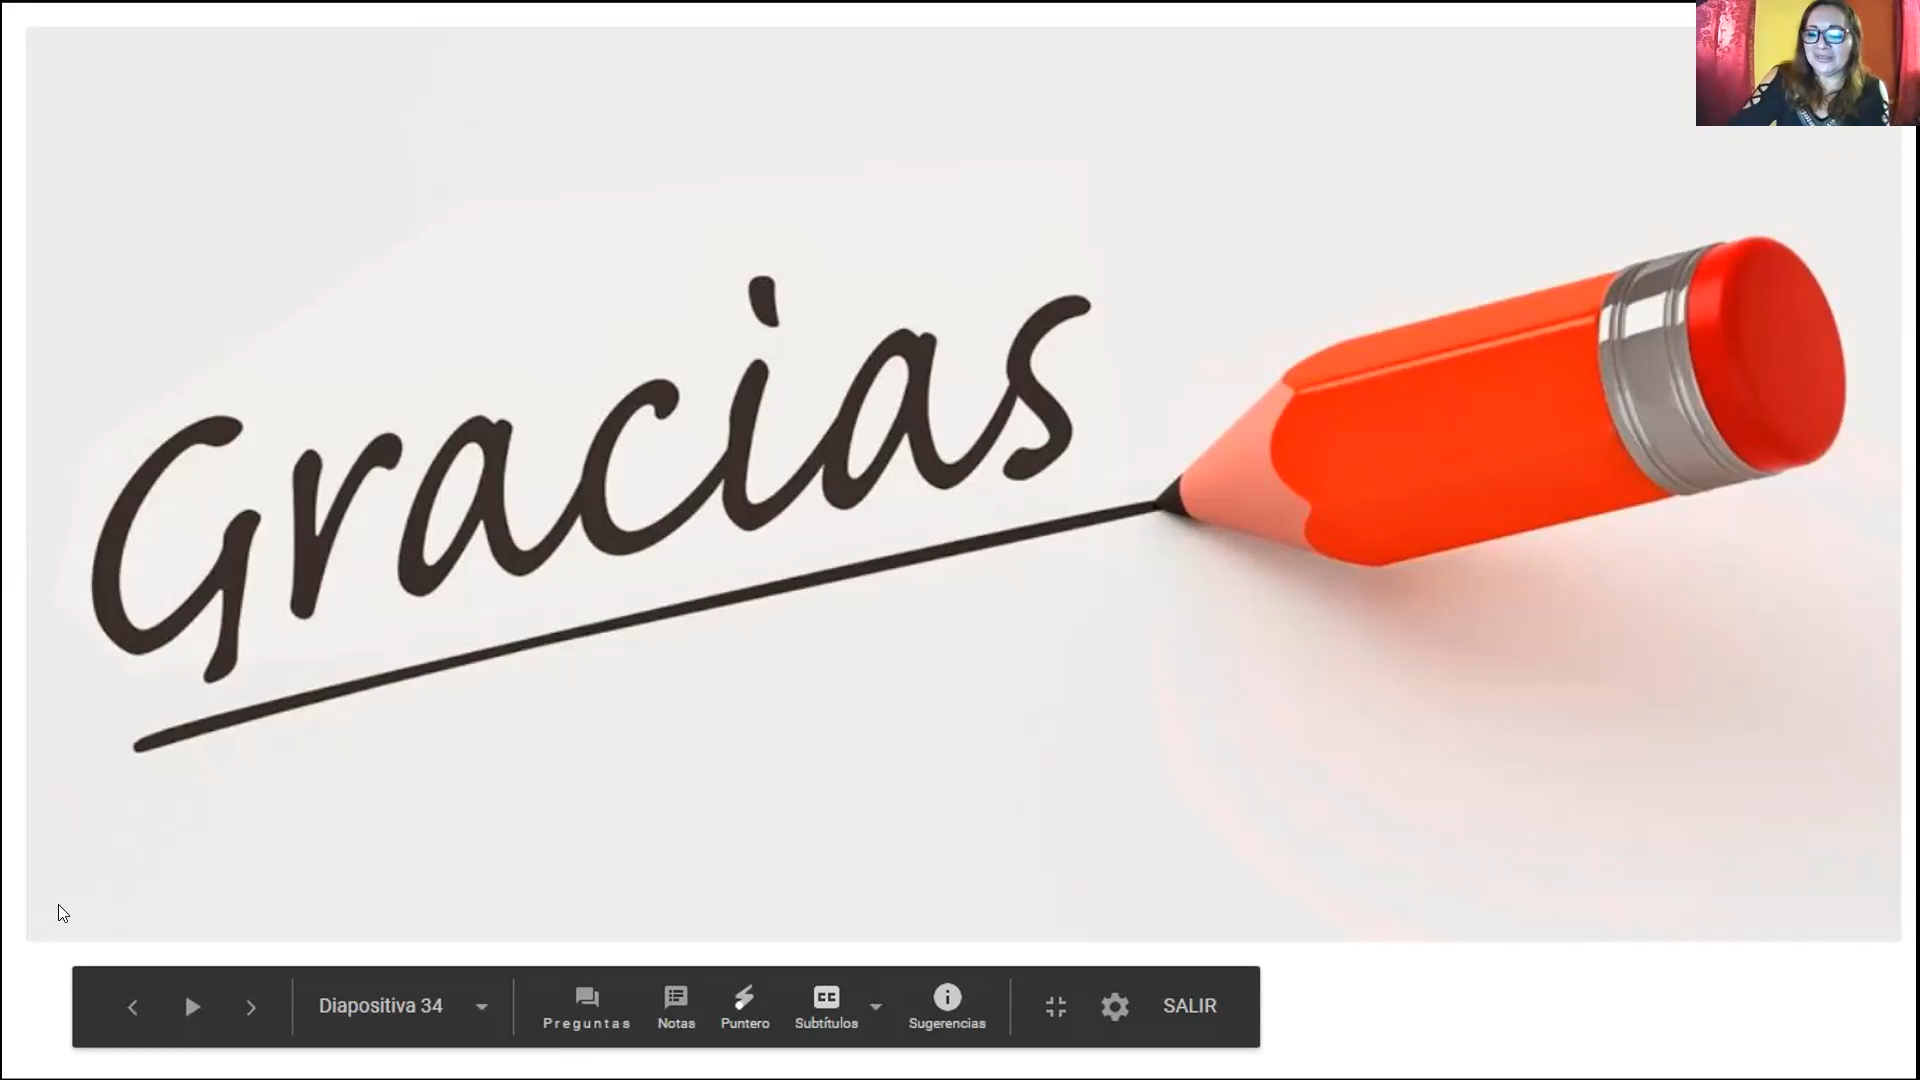 Gracias
Diapositiva 34
Preguntas
Notas
Puntero
Subtítulos
Sugerencias
SALIR